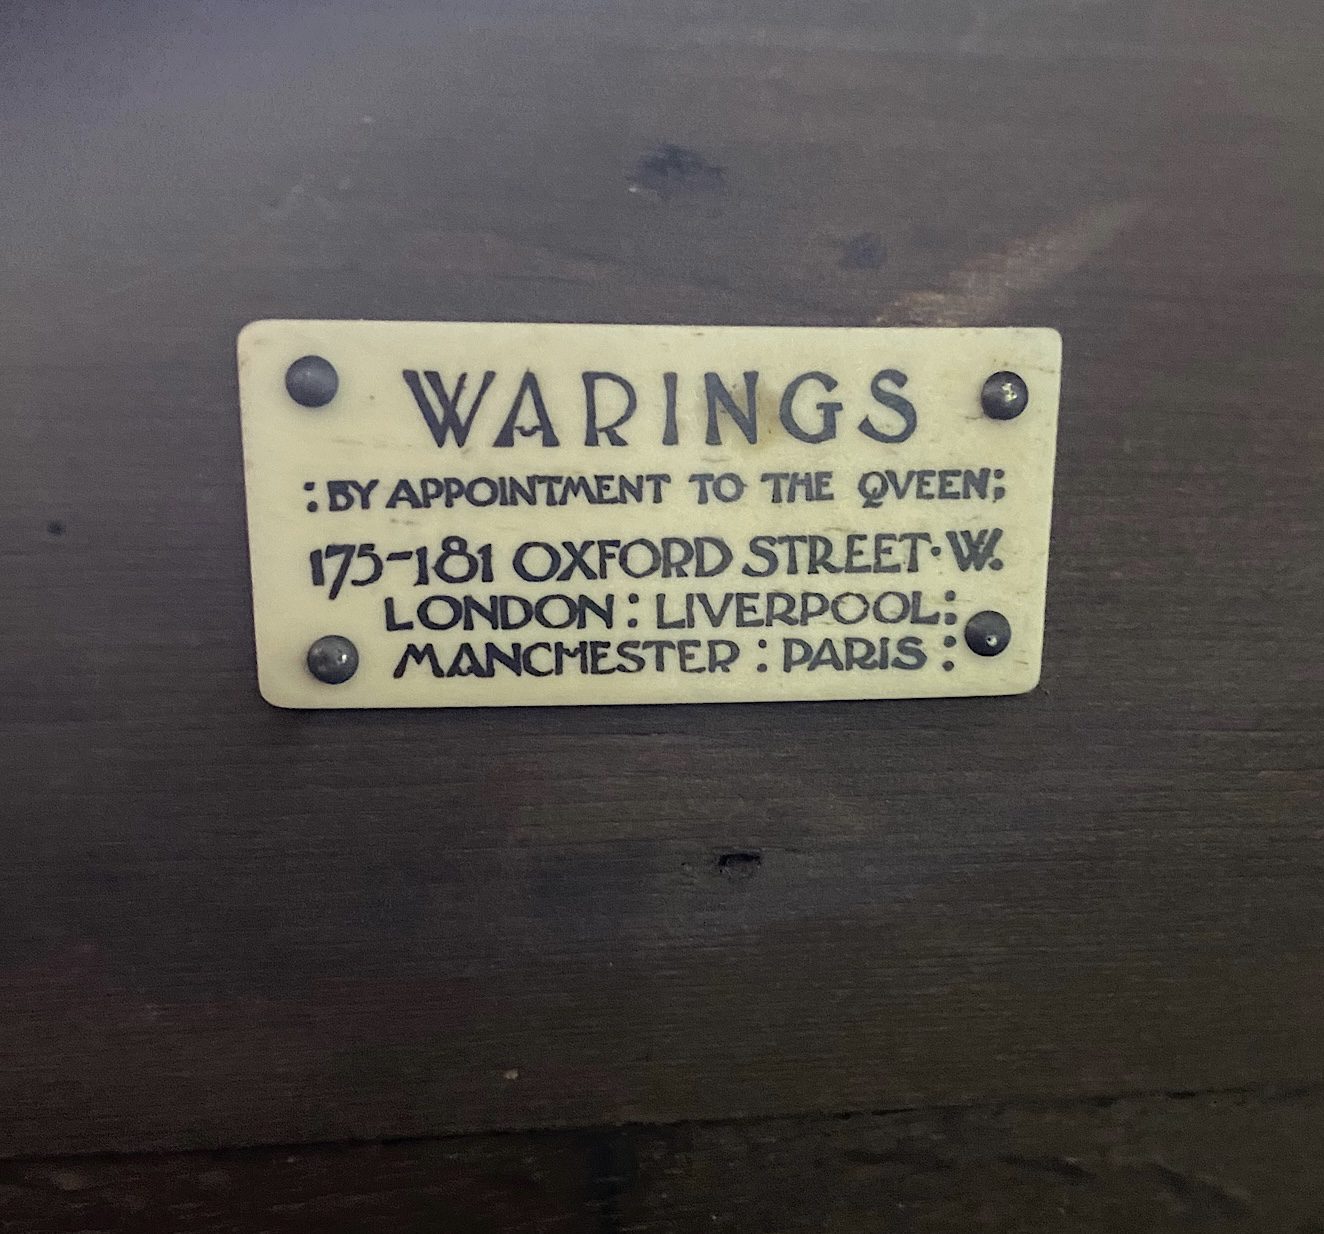 WARINGS
: BY APPOINTMENT TO THE QVEEN :
175-181 OXFORD STREET · W.
LONDON : LIVERPOOL :
MANCHESTER : PARIS :